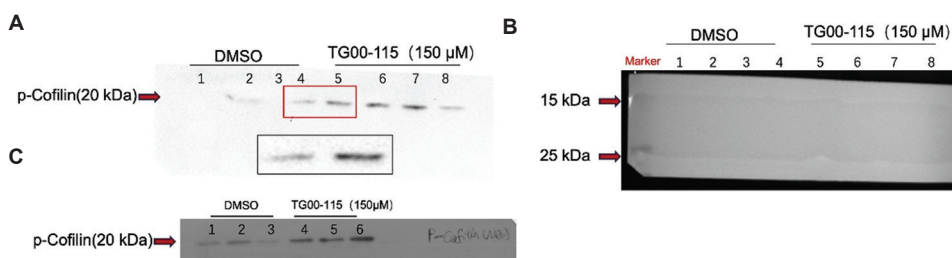 A
DMSO
TG00-115 (150 μM)
1 2 3 4 5 6 7 8
p-Cofilin(20 kDa)
B
DMSO
TG00-115 (150 μM)
Marker 1 2 3 4 5 6 7 8
15 kDa
25 kDa
C
DMSO
TG00-115 (150μM)
1 2 3 4 5 6
p-Cofilin(20 kDa)
P-Cofilin